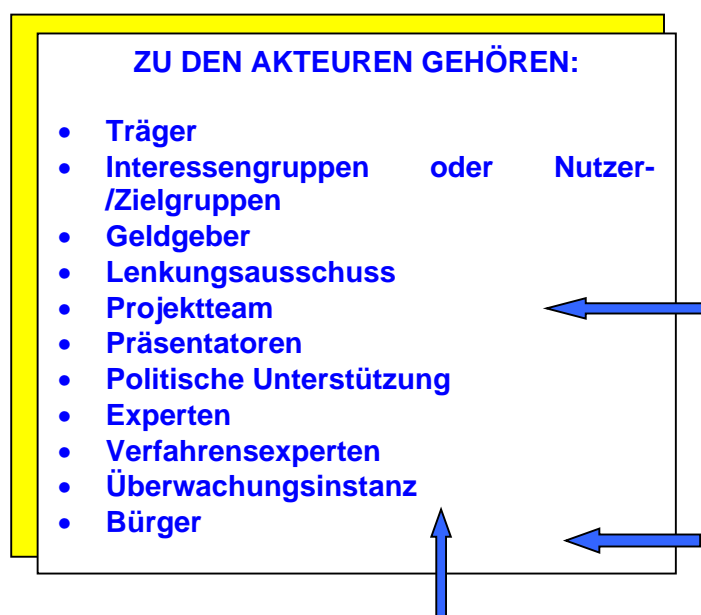 ZU DEN AKTEUREN GEHÖREN:
• Träger
• Interessengruppen oder Nutzer-
/Zielgruppen
• Geldgeber
• Lenkungsausschuss
• Projektteam
• Präsentatoren
• Politische Unterstützung
• Experten
• Verfahrensexperten
• Überwachungsinstanz
• Bürger